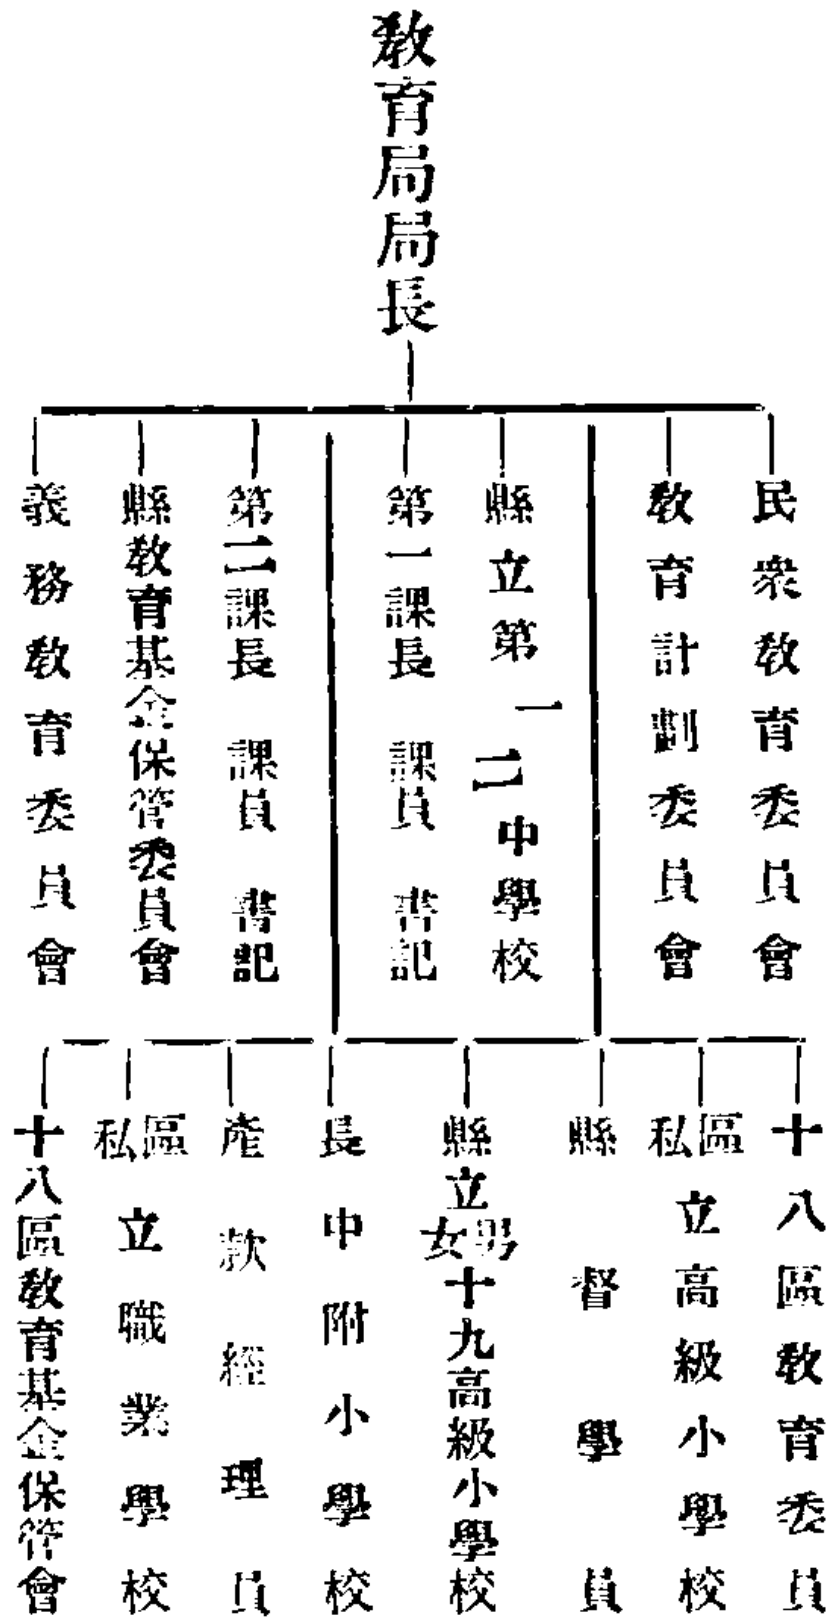 教育局局長
民衆教育委員會
教育計劃委員會
縣立第一二中學校
第一課長 課員 書記
第二課長 課員 書記
縣教育基金保管委員會
義務教育委員會
十八區教育委員
區私立高級小學校
縣督學員
縣立男女十九高級小學校
長中附小學校
產款經理員
區私立職業學校
十八區教育基金保管會